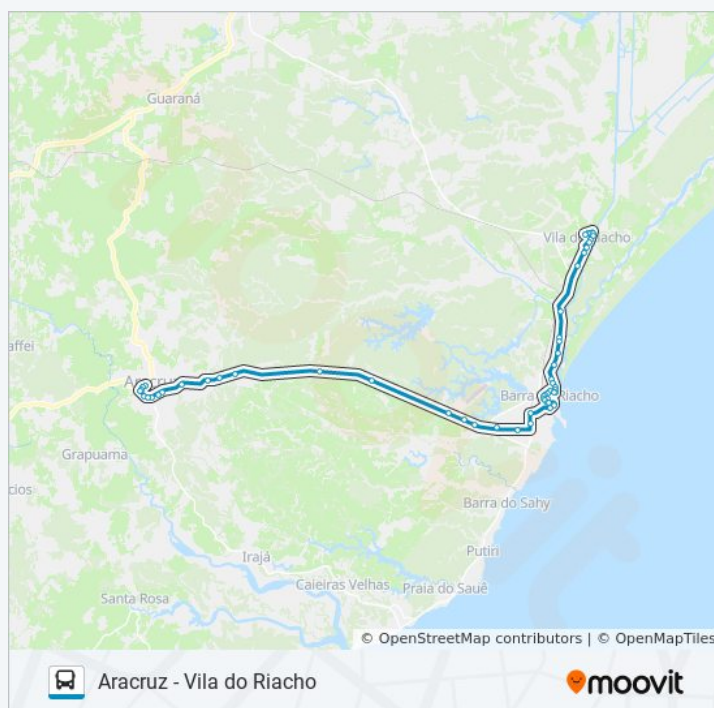 Guaraná
Vila do Riacho
affei
Aracruz
Barra do Riacho
Grapuama
cios
Barra do Sahy
Putiri
Irajá
Caieiras Velhas
Praia do Sauê
Santa Rosa
© OpenStreetMap contributors | © OpenMapTiles
Aracruz - Vila do Riacho
moovit